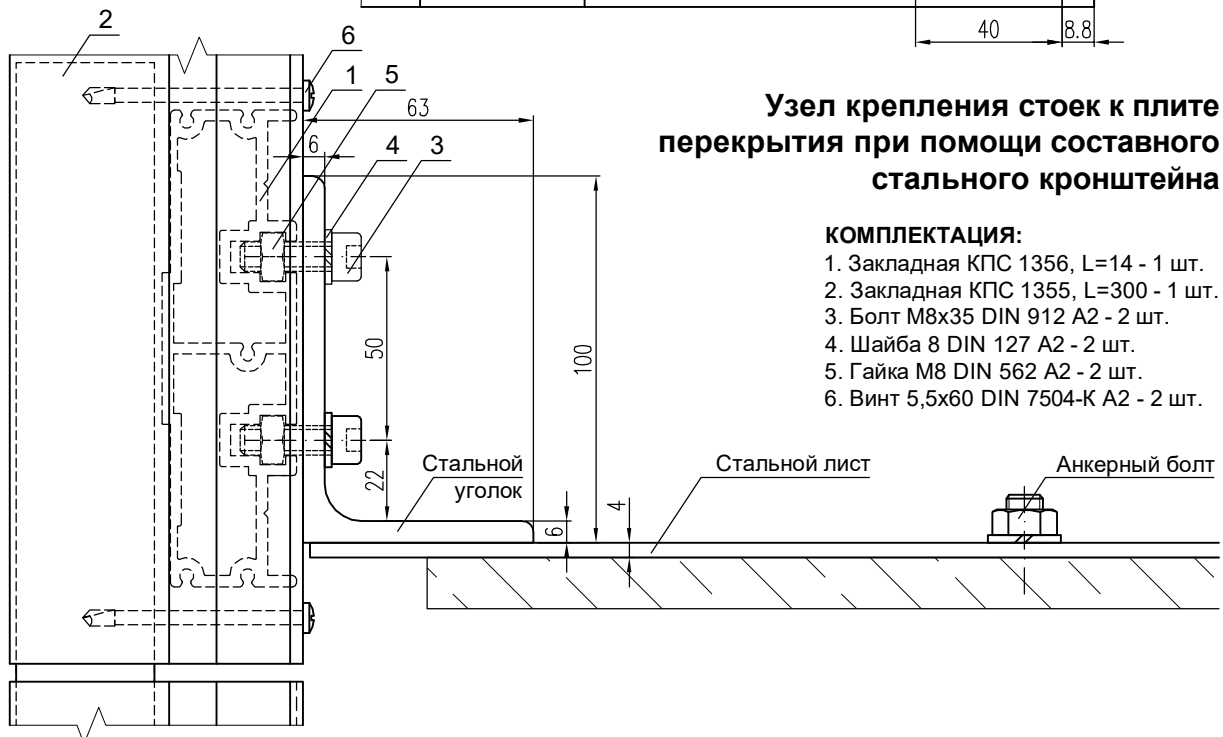 40
8.8
2
6
1
5
63
6
4
3
Узел крепления стоек к плите
перекрытия при помощи составного
стального кронштейна
КОМПЛЕКТАЦИЯ:
1. Закладная КПС 1356, L=14 - 1 шт.
2. Закладная КПС 1355, L=300 - 1 шт.
3. Болт М8х35 DIN 912 А2 - 2 шт.
4. Шайба 8 DIN 127 А2 - 2 шт.
5. Гайка М8 DIN 562 А2 - 2 шт.
6. Винт 5,5х60 DIN 7504-К А2 - 2 шт.
50
100
22
Стальной
уголок
6
4
Стальной лист
Анкерный болт